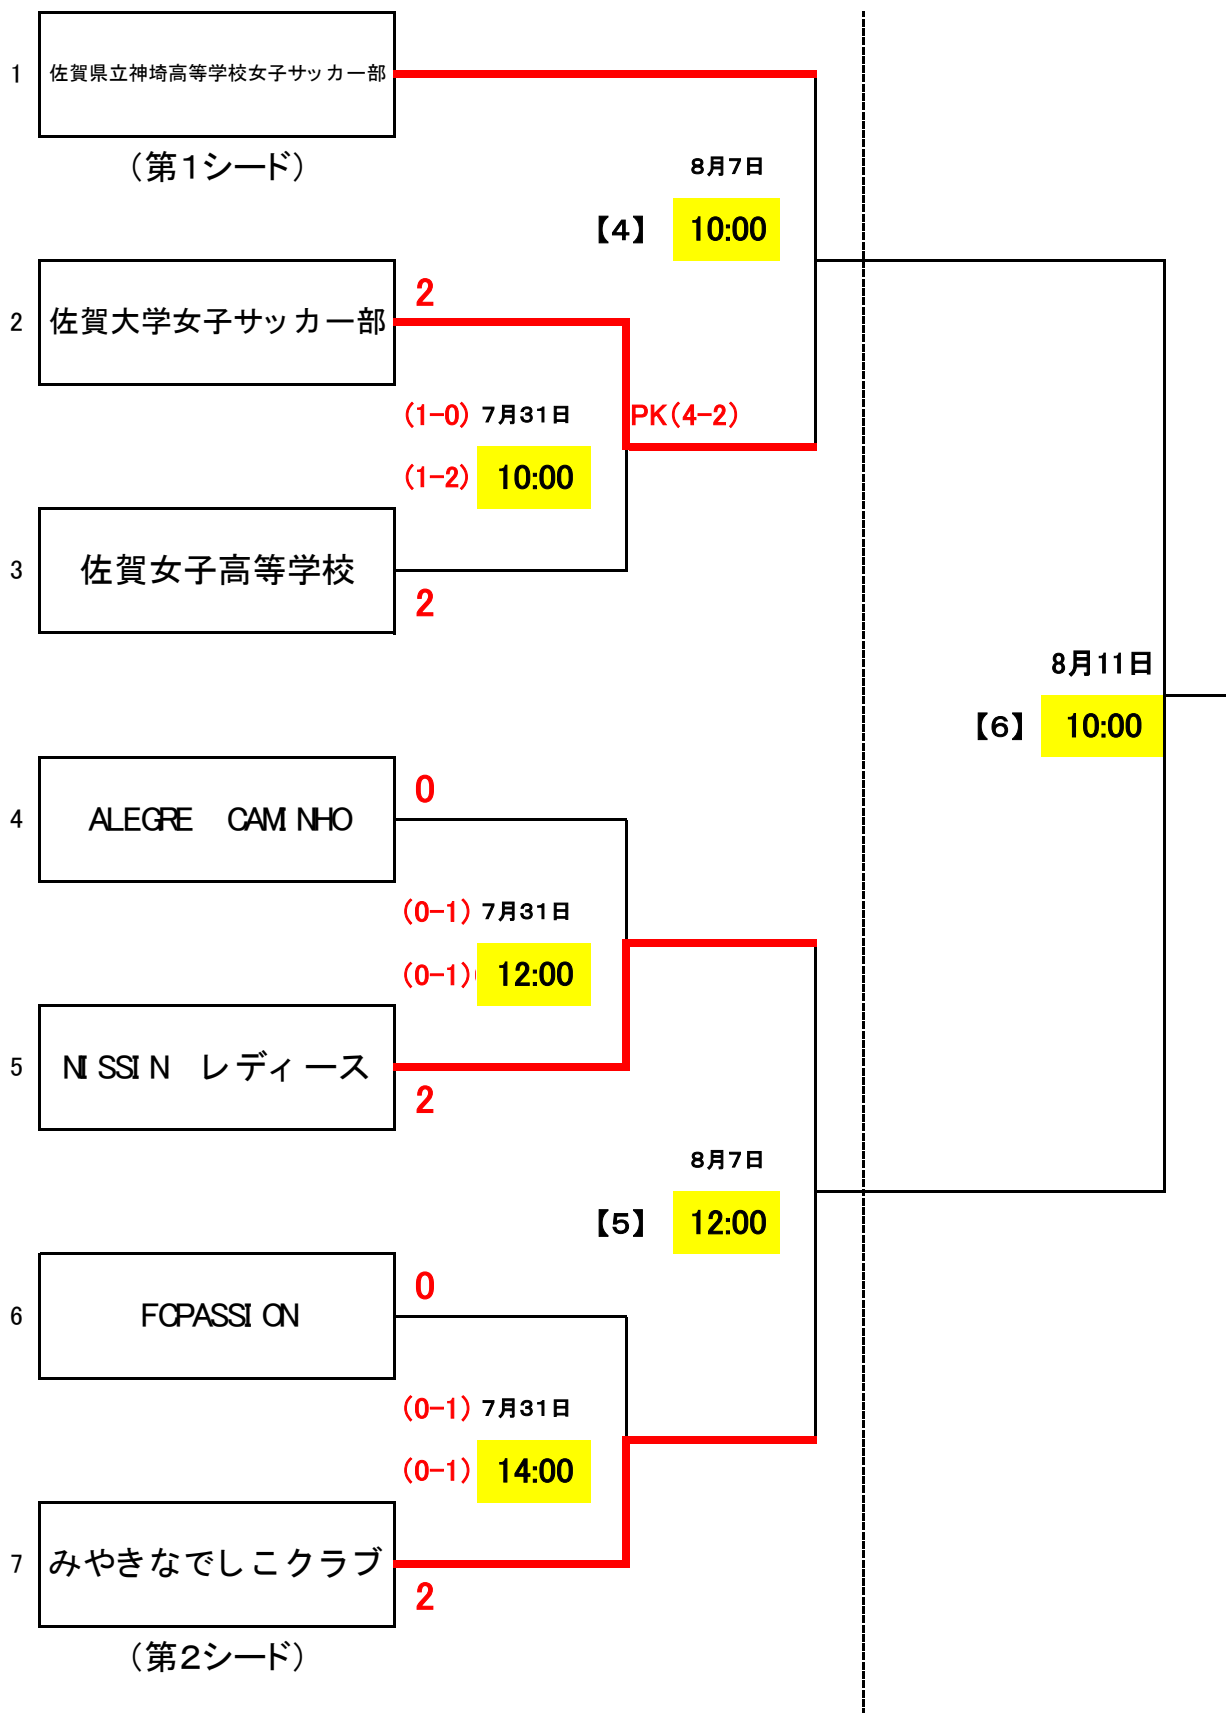 1 佐賀県立神埼高等学校女子サッカー部
（第１シード）
８月７日
【４】 10:00
2
2 佐賀大学女子サッカー部
（1-0） ７月３１日 PK（4-2）
（1-2） 10:00
3 佐賀女子高等学校
2
8月11日
【６】 10:00
0
4 ALEGRE　CAMINHO
（0-1） ７月３１日
（0-1） 12:00
5 NISSIN　レディース
2
８月７日
【５】 12:00
0
6 FCPASSION
（0-1） ７月３１日
（0-1） 14:00
7 みやきなでしこクラブ
2
（第２シード）